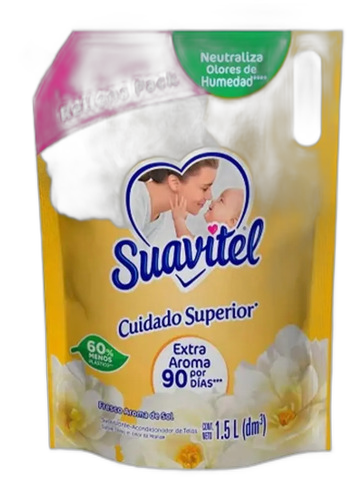 Neutraliza
Olores de
Humedad****
Suavitel
Cuidado Superior*
60%
MENOS
PLÁSTICO**
Extra
Aroma
90 POR
DÍAS***
Fresco Aroma de Sol
CONT.
NETO 1.5 L (dm³)